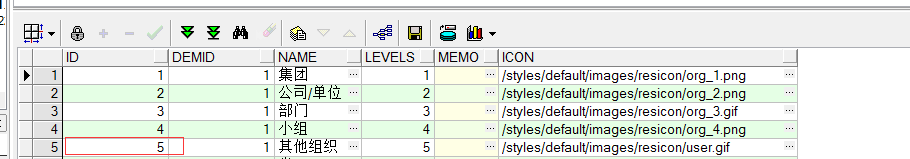 ID DEMID NAME LEVELS MEMO ICON
1 1 1 集团 ... 1 ... /styles/default/images/resicon/org_1.png ...
2 2 1 公司/单位 ... 2 ... /styles/default/images/resicon/org_2.png ...
3 3 1 部门 ... 3 ... /styles/default/images/resicon/org_3.gif ...
4 4 1 小组 ... 4 ... /styles/default/images/resicon/org_4.png ...
5 5 1 其他组织 ... 5 ... /styles/default/images/resicon/user.gif ...